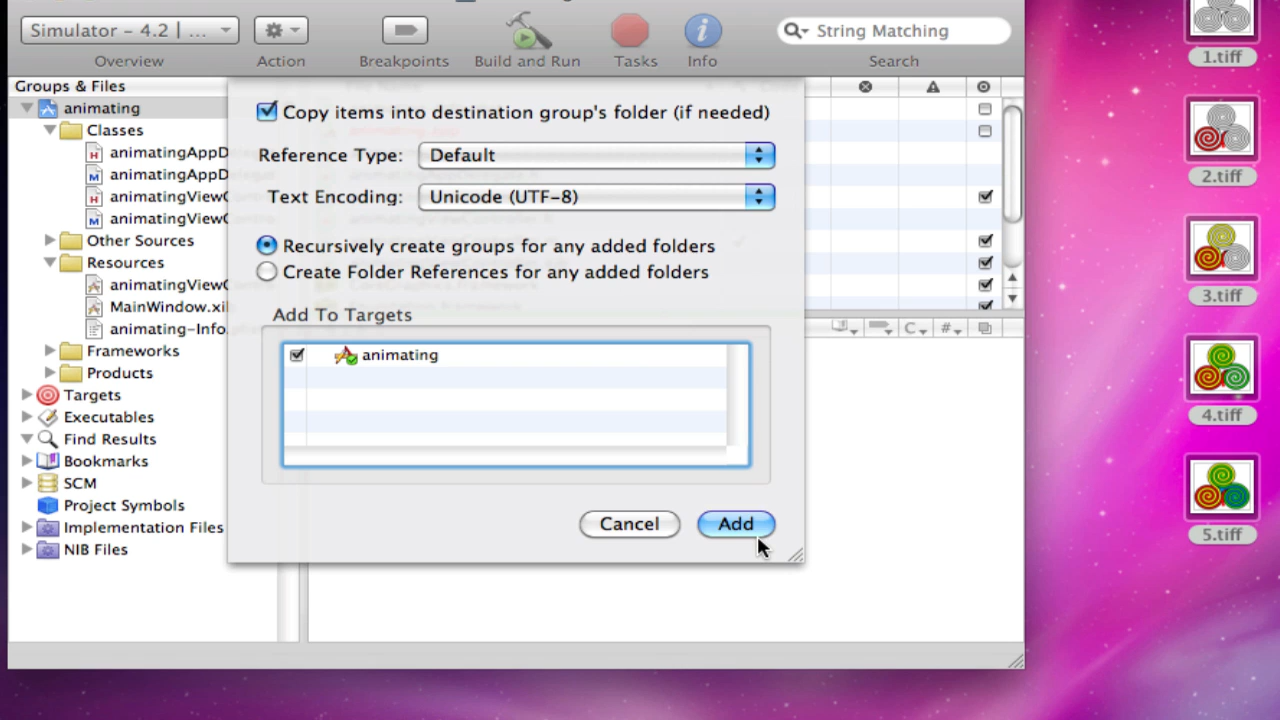 Simulator – 4.2 | ...
String Matching
Overview
Action
Breakpoints
Build and Run
Tasks
Info
Search
1.tiff
Groups & Files
animating
Classes
animatingAppD
animatingAppDelegat
animatingViewC
animatingViewC
Other Sources
Resources
animatingViewC
MainWindow.xi
animating-Info
Frameworks
Products
Targets
Executables
Find Results
Bookmarks
SCM
Project Symbols
Implementation Files
NIB Files
Copy items into destination group's folder (if needed)
Reference Type:
Default
Text Encoding:
Unicode (UTF-8)
Recursively create groups for any added folders
Create Folder References for any added folders
Add To Targets
animating
Cancel
Add
C
#
2.tiff
3.tiff
4.tiff
5.tiff